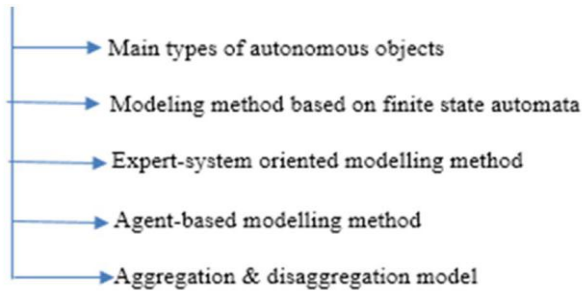 Main types of autonomous objects
Modeling method based on finite state automata
Expert-system oriented modelling method
Agent-based modelling method
Aggregation & disaggregation model